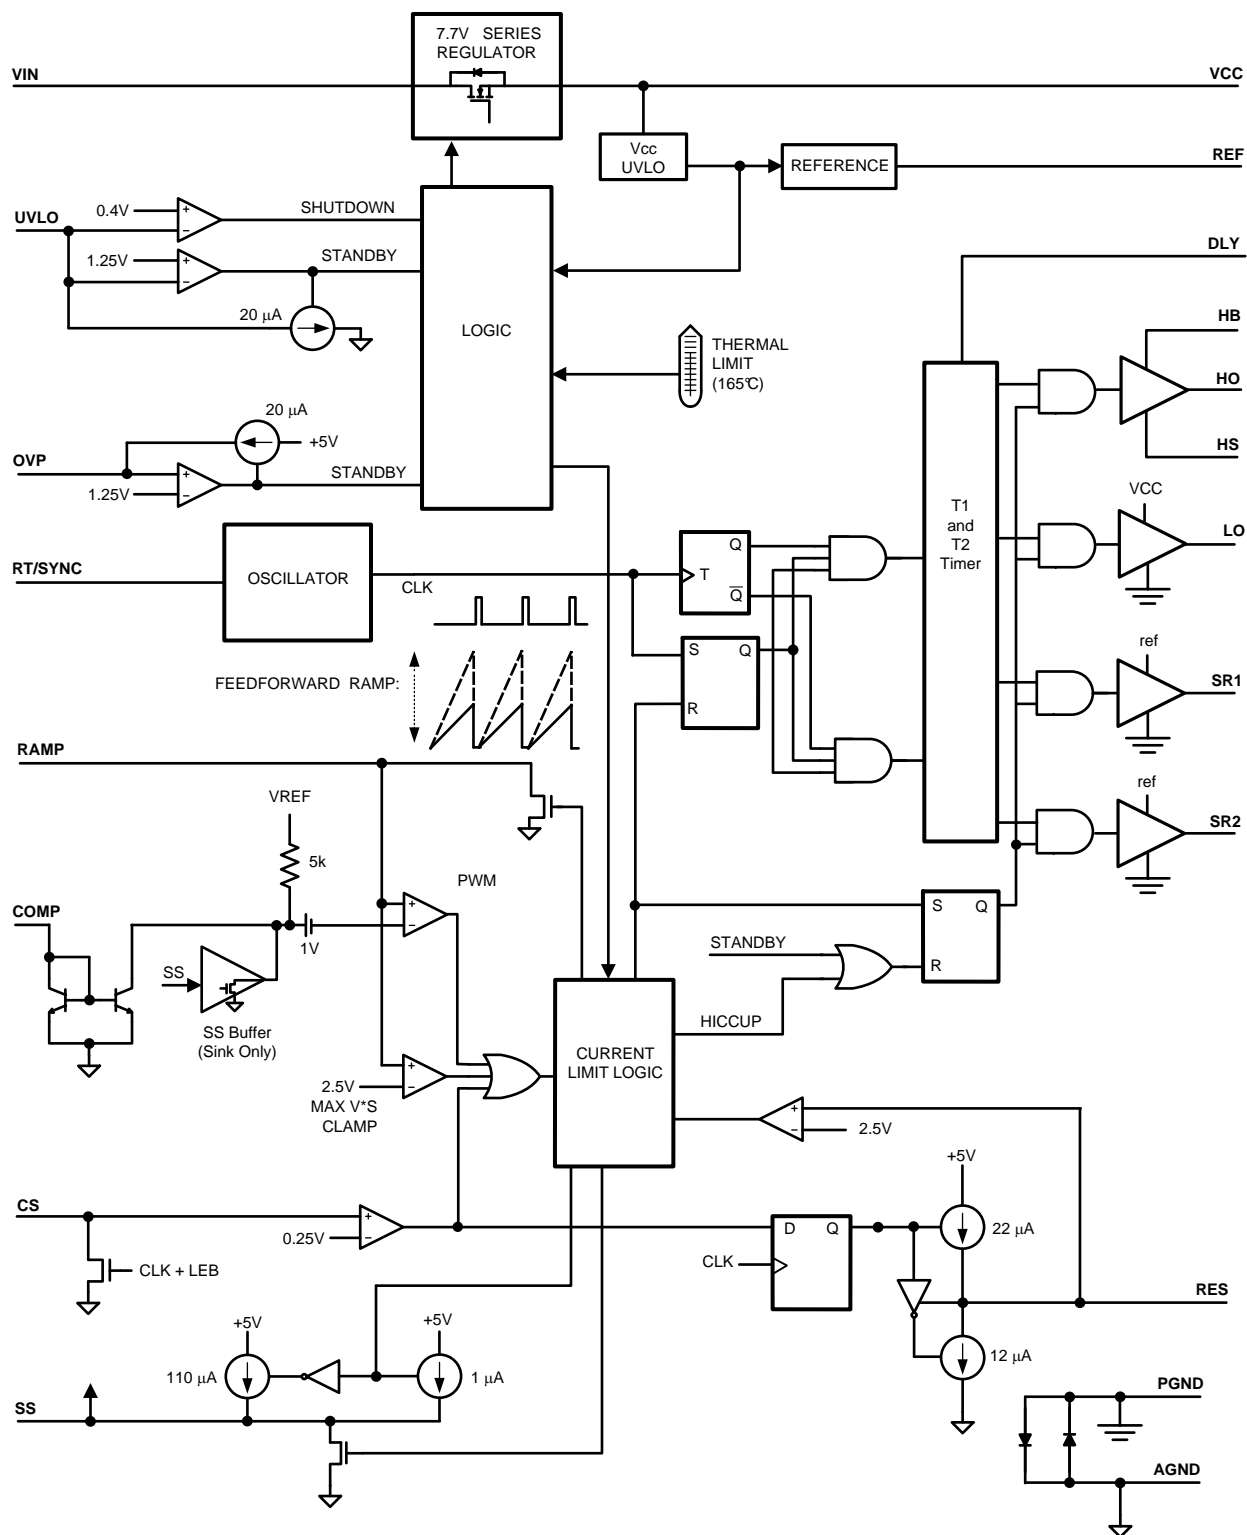 7.7V SERIES
REGULATOR
VIN
VCC
Vcc
UVLO
REFERENCE
REF
0.4V
SHUTDOWN
UVLO
1.25V
STANDBY
DLY
20 µA
LOGIC
THERMAL
LIMIT
(165°C)
HB
HO
HS
20 µA
+5V
OVP
1.25V
STANDBY
VCC
LO
T1
and
T2
Timer
RT/SYNC
OSCILLATOR
CLK
T
Q
Q
S
Q
R
FEEDFORWARD RAMP:
ref
SR1
RAMP
VREF
ref
SR2
5k
PWM
COMP
+
-
1V
SS
SS Buffer
(Sink Only)
STANDBY
S
Q
R
HICCUP
CURRENT
LIMIT LOGIC
2.5V
MAX V*S
CLAMP
2.5V
+5V
CS
0.25V
D
Q
22 µA
CLK
CLK + LEB
RES
+5V
+5V
110 µA
1 µA
12 µA
SS
PGND
AGND